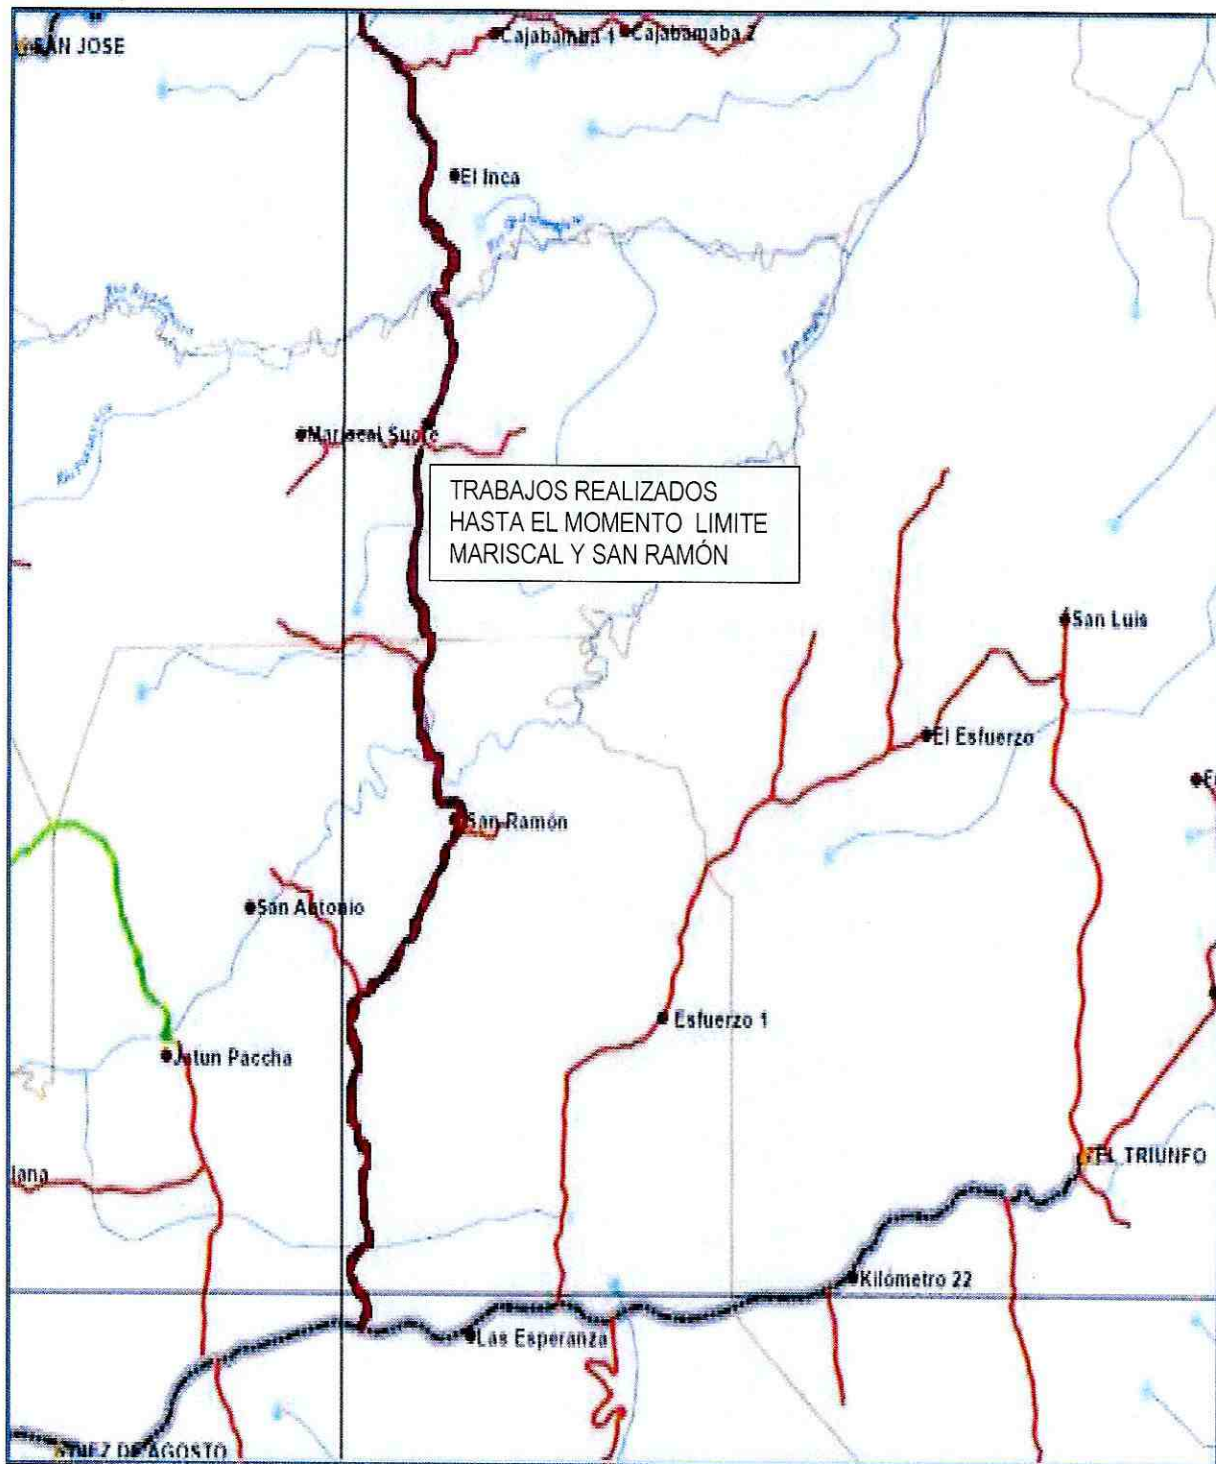 SAN JOSE
Cajabamba 1
Cajabamaba 2
El Inca
Mariscal Sucre
TRABAJOS REALIZADOS
HASTA EL MOMENTO LIMITE
MARISCAL Y SAN RAMÓN
San Luis
El Esfuerzo
San Ramón
San Antonio
Esfuerzo 1
Jatun Paccha
EL TRIUNFO
Kilómetro 22
Las Esperanza
DE AGOSTO